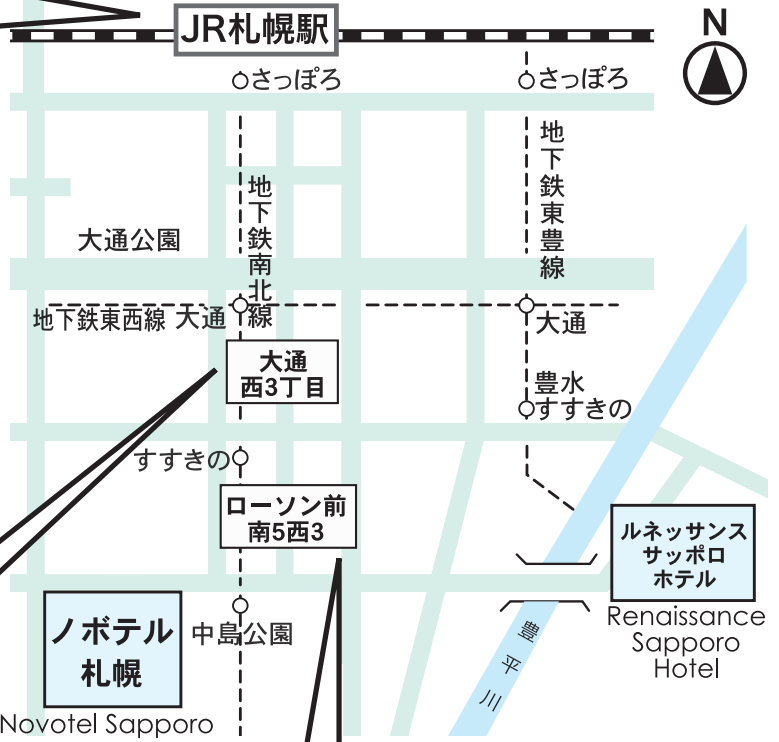 JR札幌駅
N
さっぽろ
さっぽろ
地下鉄南北線
地下鉄東豊線
大通公園
地下鉄東西線
大通
大通
大通
西3丁目
豊水
すすきの
すすきの
ローソン前
南5西3
ルネッサンス
サッポロ
ホテル
Renaissance
Sapporo
Hotel
ノボテル
札幌
Novotel Sapporo
中島公園
豊平川